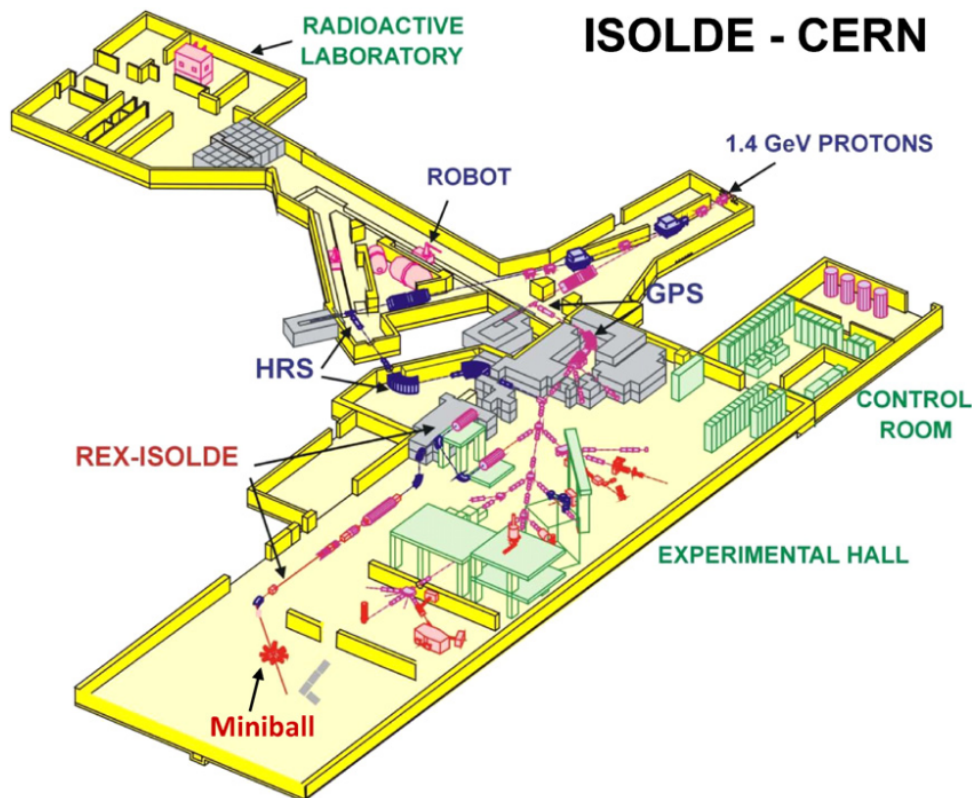 RADIOACTIVE
LABORATORY
ISOLDE - CERN
1.4 GeV PROTONS
ROBOT
GPS
HRS
CONTROL
ROOM
REX-ISOLDE
EXPERIMENTAL HALL
Miniball